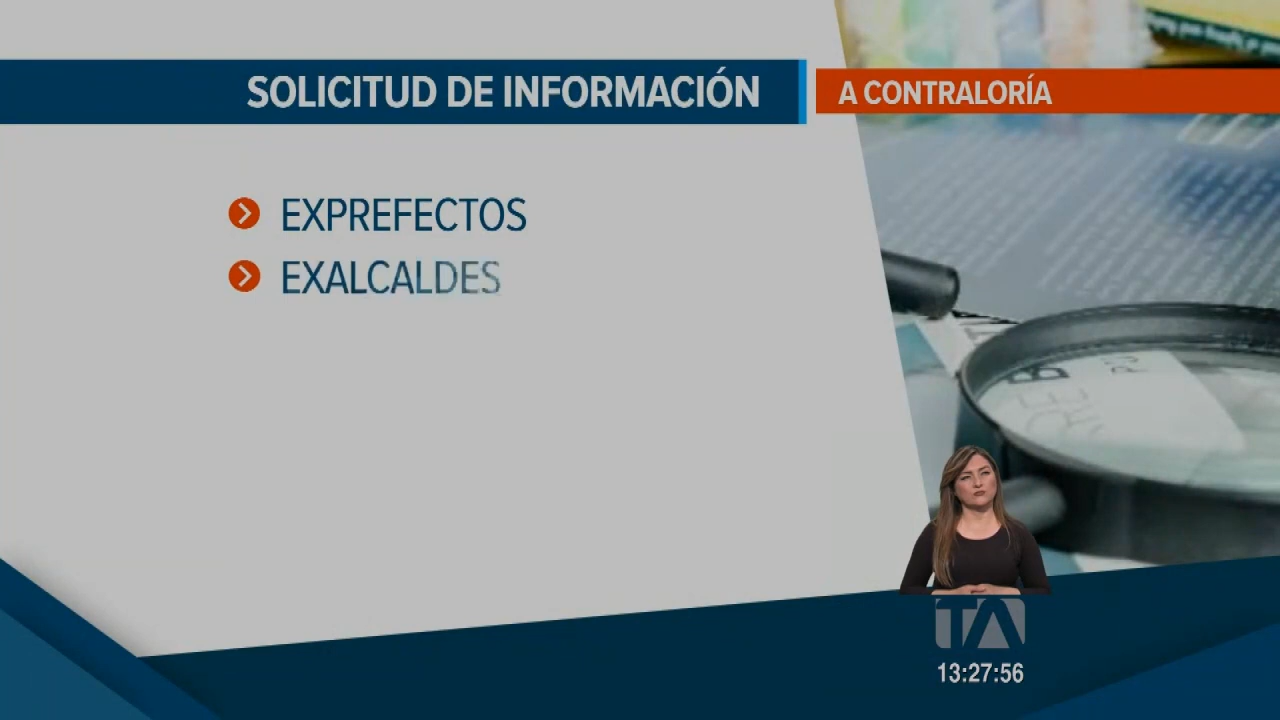 SOLICITUD DE INFORMACIÓN
A CONTRALORÍA
EXPREFECTOS
EXALCALDES
TA
13:27:56